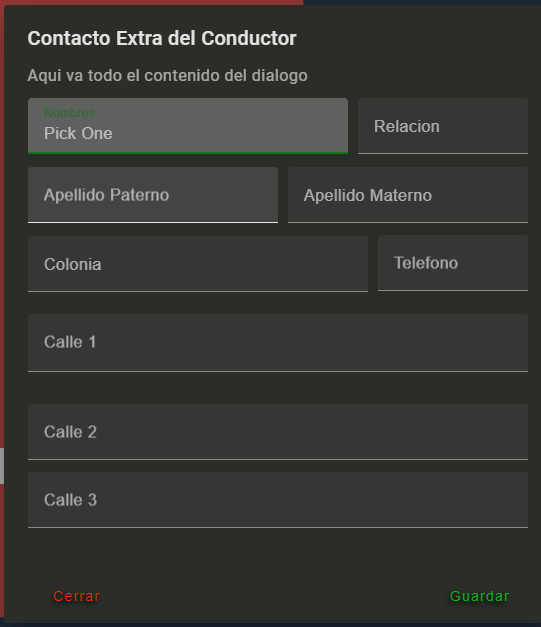 Contacto Extra del Conductor
Aqui va todo el contenido del dialogo
Nombres
Pick One
Relacion
Apellido Paterno
Apellido Materno
Colonia
Telefono
Calle 1
Calle 2
Calle 3
Cerrar
Guardar